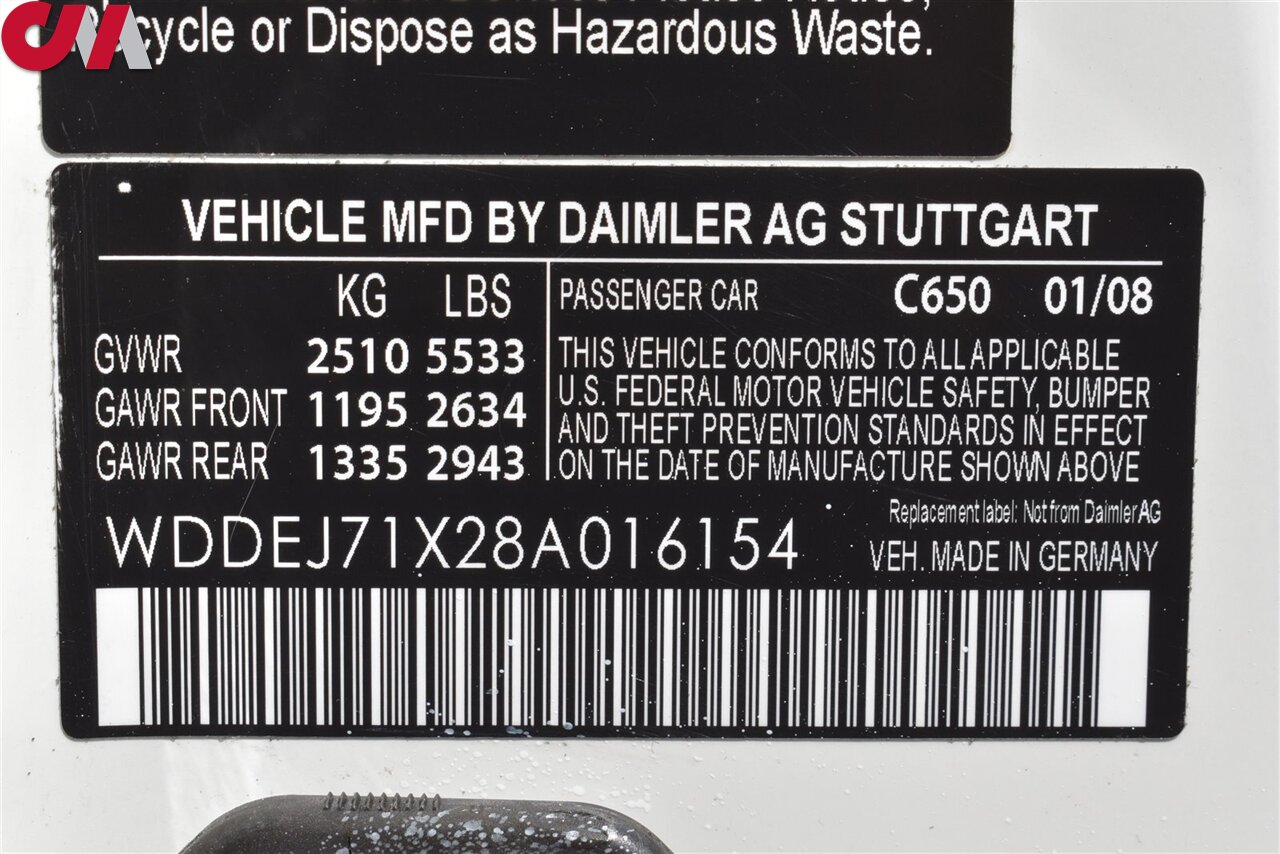 cycle or Dispose as Hazardous Waste.
VEHICLE MFD BY DAIMLER AG STUTTGART
KG LBS
GVWR 2510 5533
GAWR FRONT 1195 2634
GAWR REAR 1335 2943
PASSENGER CAR C650 01/08
THIS VEHICLE CONFORMS TO ALL APPLICABLE
U.S. FEDERAL MOTOR VEHICLE SAFETY, BUMPER
AND THEFT PREVENTION STANDARDS IN EFFECT
ON THE DATE OF MANUFACTURE SHOWN ABOVE
Replacement label: Not from Daimler AG
WDDEJ71X28A016154
VEH. MADE IN GERMANY